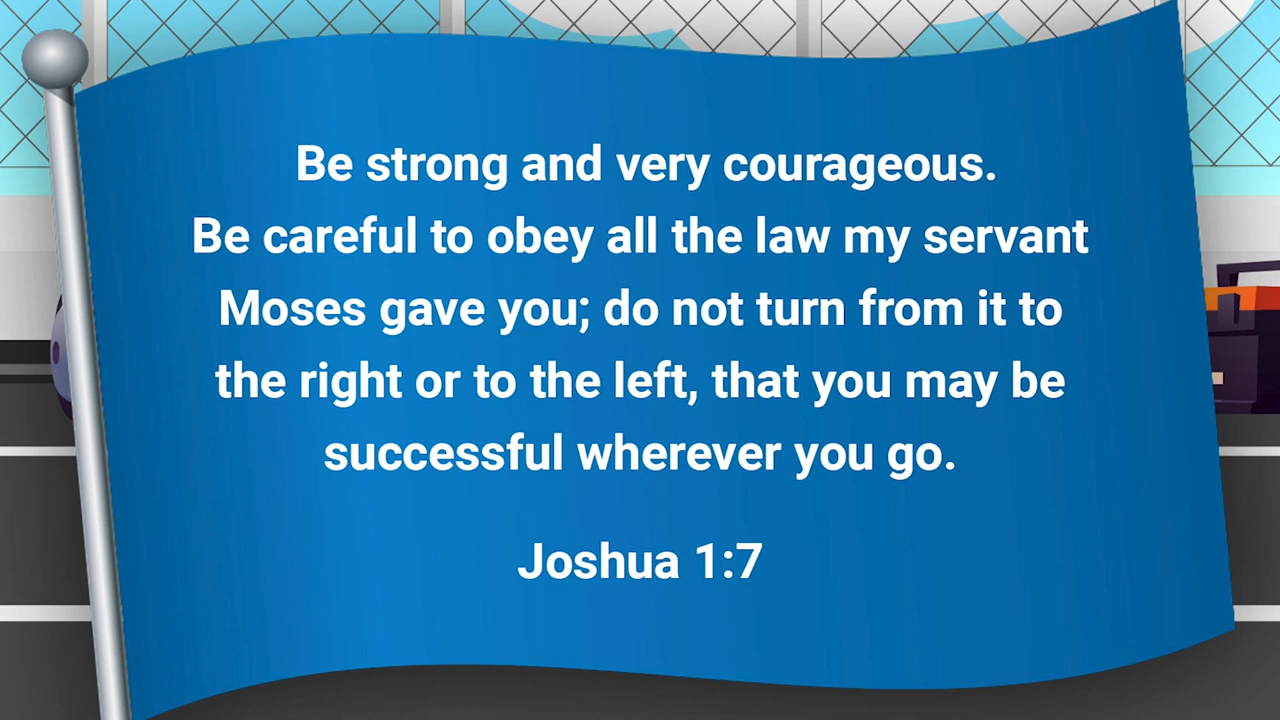 Be strong and very courageous.
Be careful to obey all the law my servant
Moses gave you; do not turn from it to
the right or to the left, that you may be
successful wherever you go.
Joshua 1:7